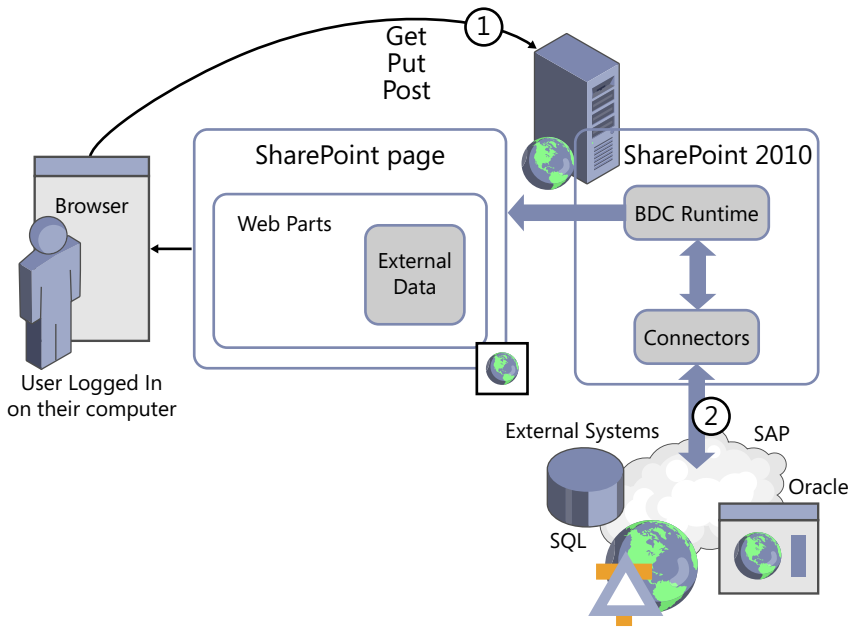 1
Get
Put
Post
SharePoint page
SharePoint 2010
Browser
Web Parts
BDC Runtime
External
Data
Connectors
User Logged In
on their computer
2
External Systems
SAP
Oracle
SQL